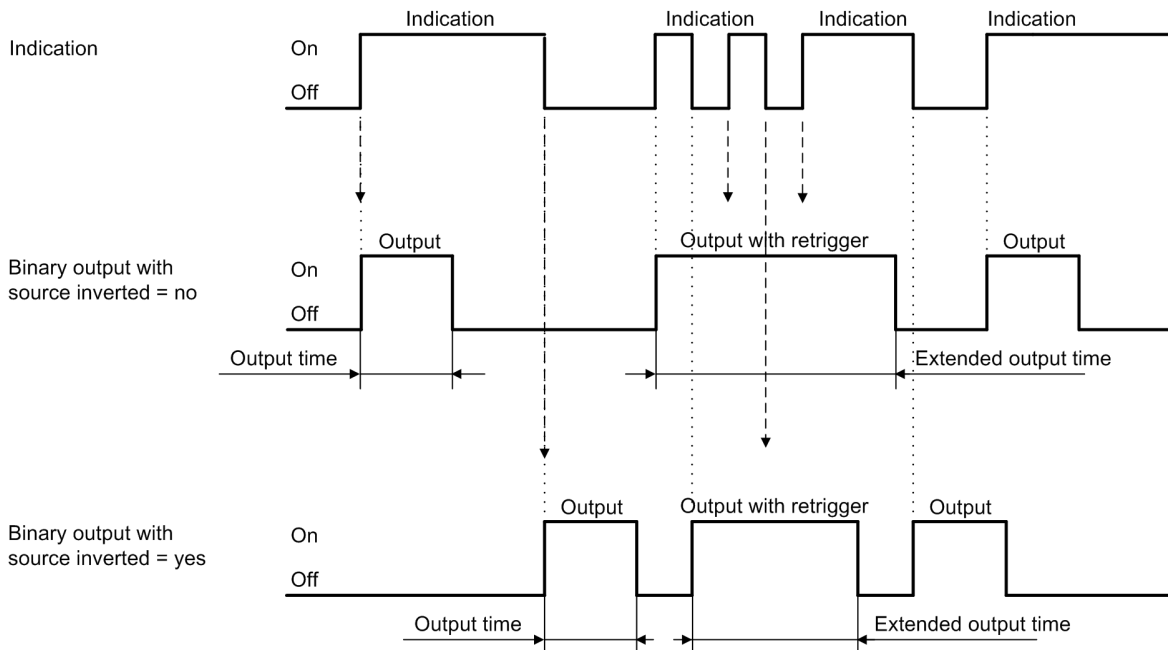 Indication Indication Indication Indication
Indication On
Off
Output Output with retrigger Output
Binary output with
source inverted = no
On
Off
Output time Extended output time
Output Output with retrigger Output
Binary output with
source inverted = yes
On
Off
Output time Extended output time